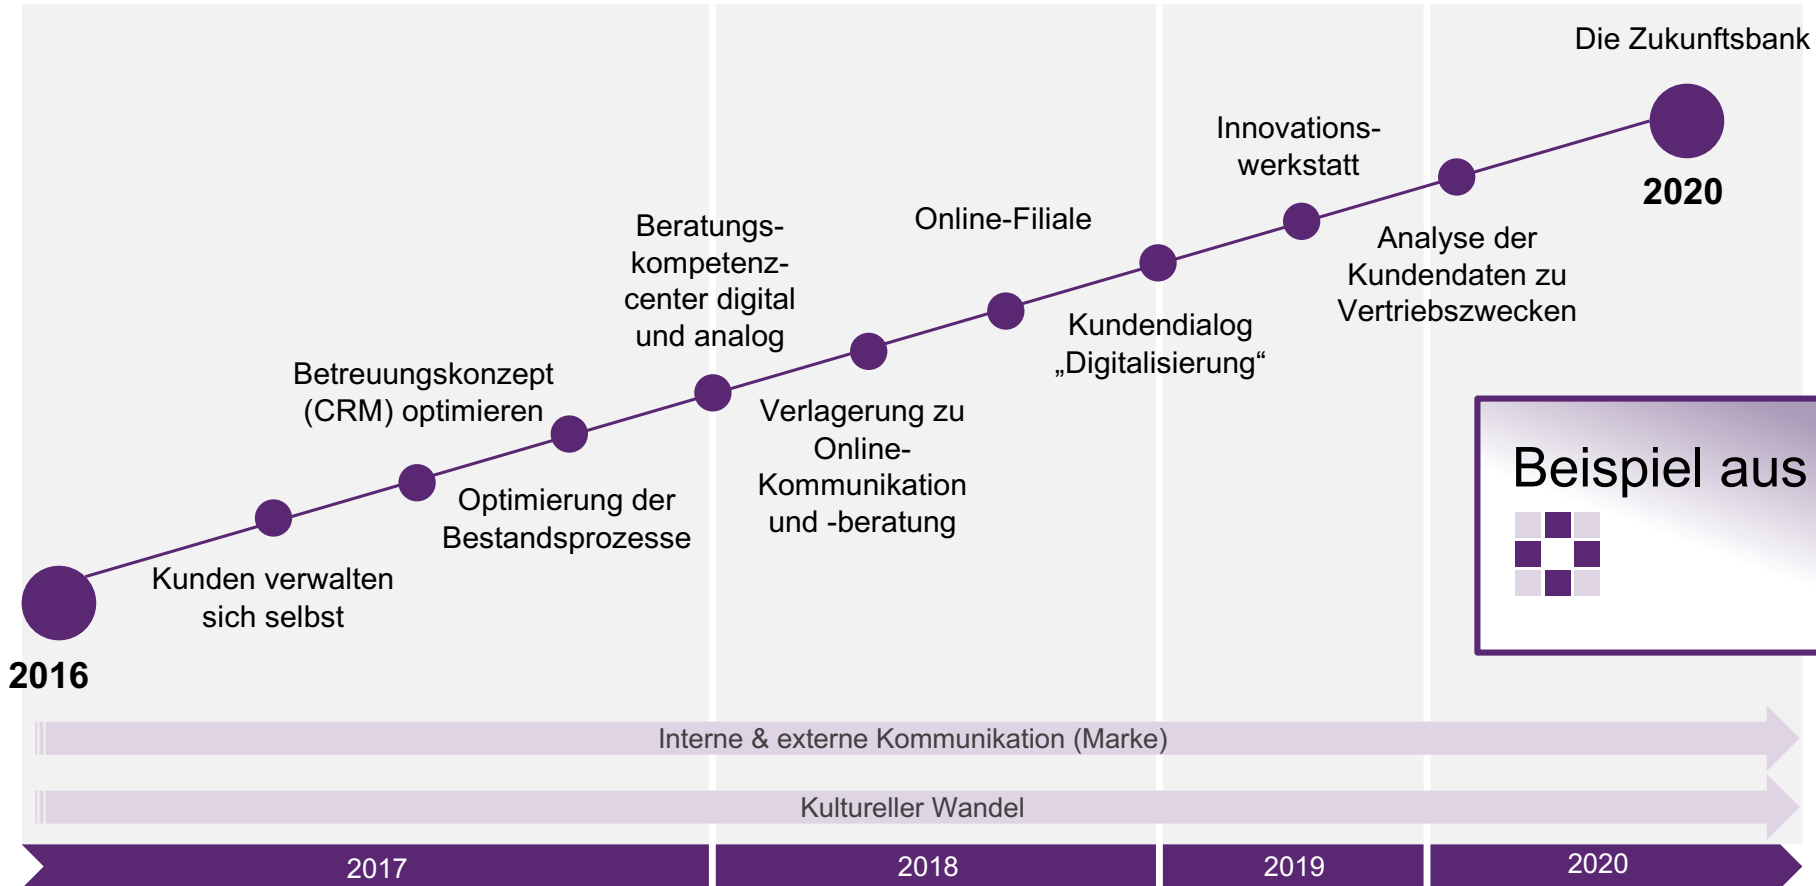 Die Zukunftsbank
2020
Innovations-
werkstatt
Analyse der
Kundendaten zu
Vertriebszwecken
Online-Filiale
Kundendialog
„Digitalisierung“
Beratungs-
kompetenz-
center digital
und analog
Verlagerung zu
Online-
Kommunikation
und -beratung
Betreuungskonzept
(CRM) optimieren
Optimierung der
Bestandsprozesse
Kunden verwalten
sich selbst
2016
Beispiel aus
Interne & externe Kommunikation (Marke)
Kultureller Wandel
2017
2018
2019
2020